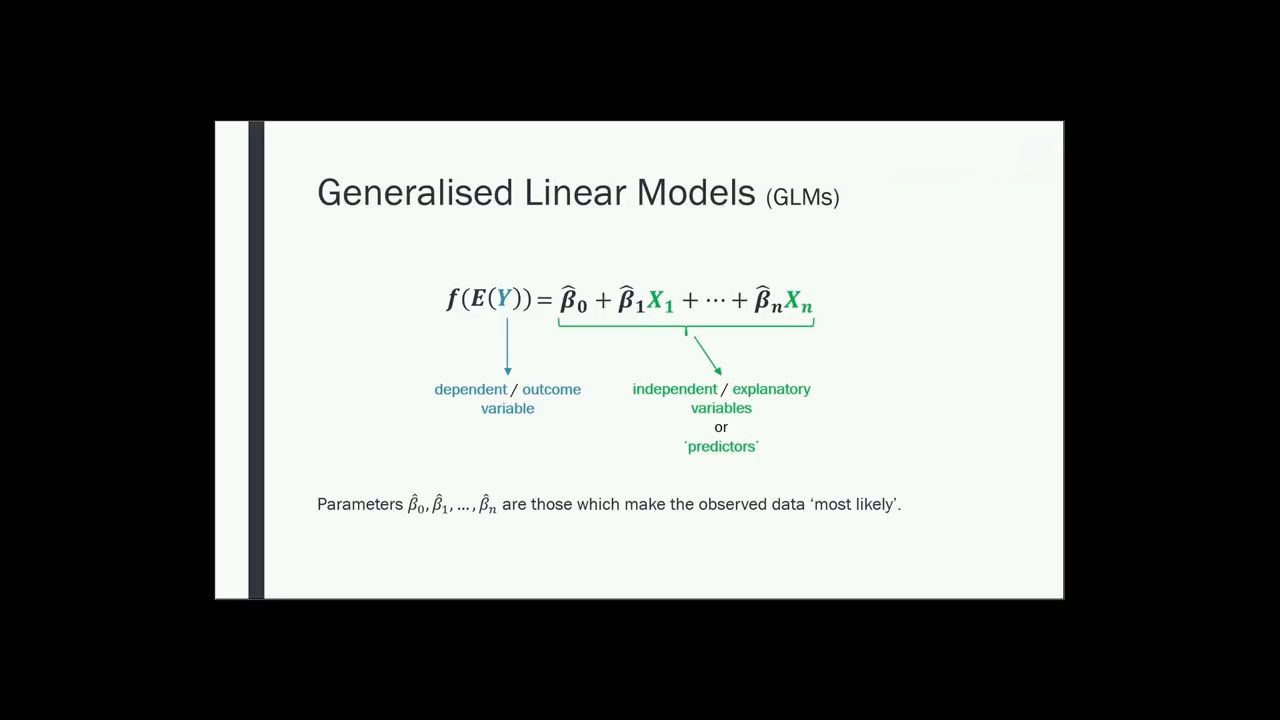 Generalised Linear Models (GLMs)
f(E(Y)) = β̂₀ + β̂₁X₁ + ⋯ + β̂ₙXₙ
dependent / outcome
variable
independent / explanatory
variables
or
‘predictors’
Parameters β̂₀, β̂₁, …, β̂ₙ are those which make the observed data ‘most likely’.